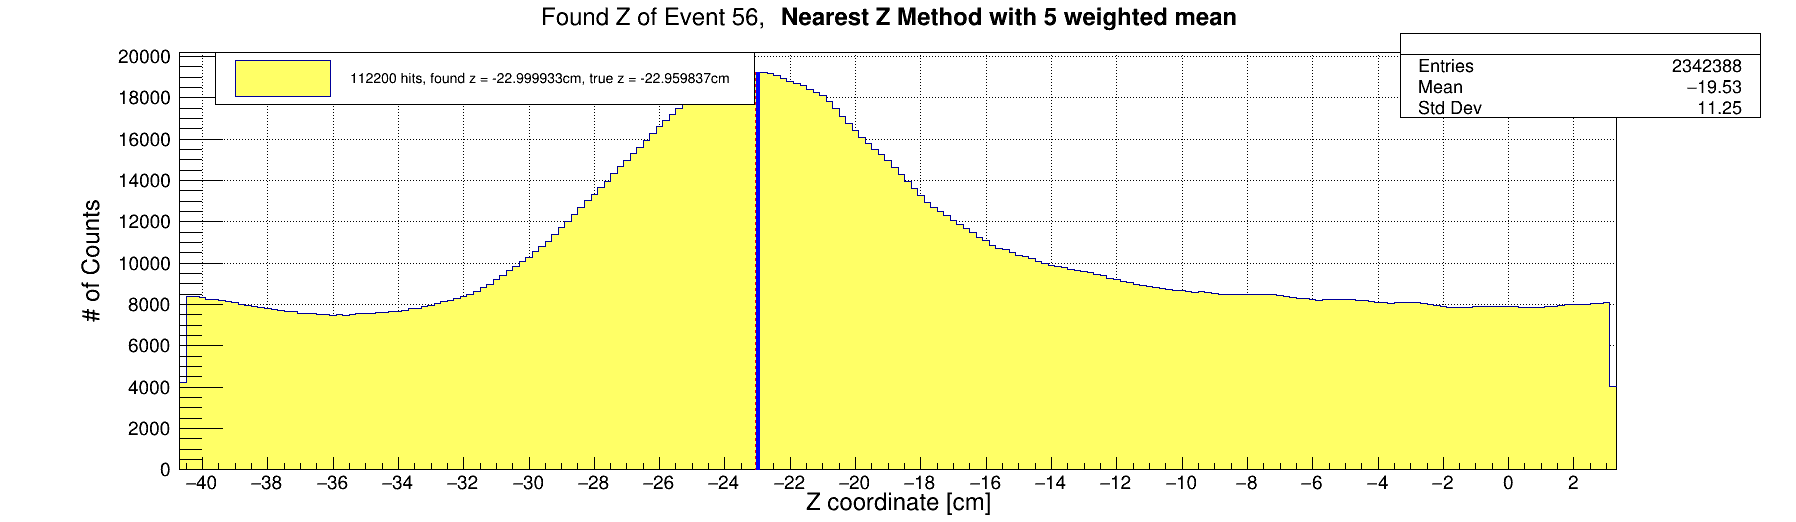 Found Z of Event 56,  Nearest Z Method with 5 weighted mean
112200 hits, found z = -22.999933cm, true z = -22.959837cm
Entries 2342388
Mean −19.53
Std Dev 11.25
# of Counts
20000
18000
16000
14000
12000
10000
8000
6000
4000
2000
0
−40 −38 −36 −34 −32 −30 −28 −26 −24 −22 −20 −18 −16 −14 −12 −10 −8 −6 −4 −2 0 2
Z coordinate [cm]